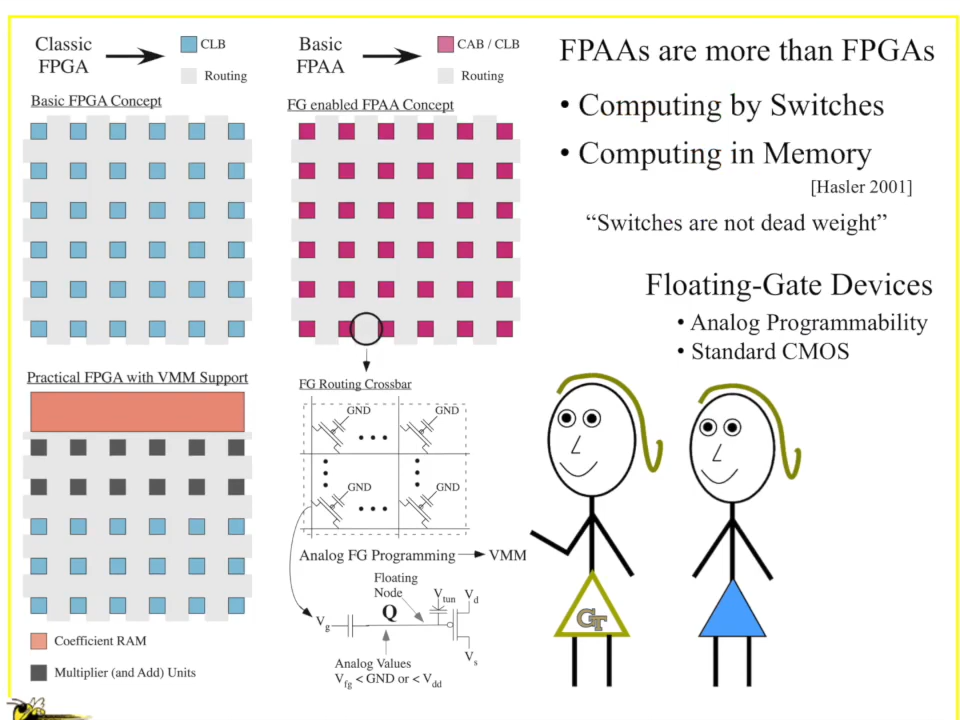 Classic
FPGA
CLB
Routing
Basic FPGA Concept
Basic
FPAA
CAB / CLB
Routing
FG enabled FPAA Concept
FPAAs are more than FPGAs
• Computing by Switches
• Computing in Memory
[Hasler 2001]
“Switches are not dead weight”
Floating-Gate Devices
• Analog Programmability
• Standard CMOS
Practical FPGA with VMM Support
Coefficient RAM
Multiplier (and Add) Units
FG Routing Crossbar
GND
GND
GND
GND
Analog FG Programming
VMM
Floating
Node
Vtun
Vd
Vg
Q
Vs
Analog Values
Vfg < GND or < Vdd
GT